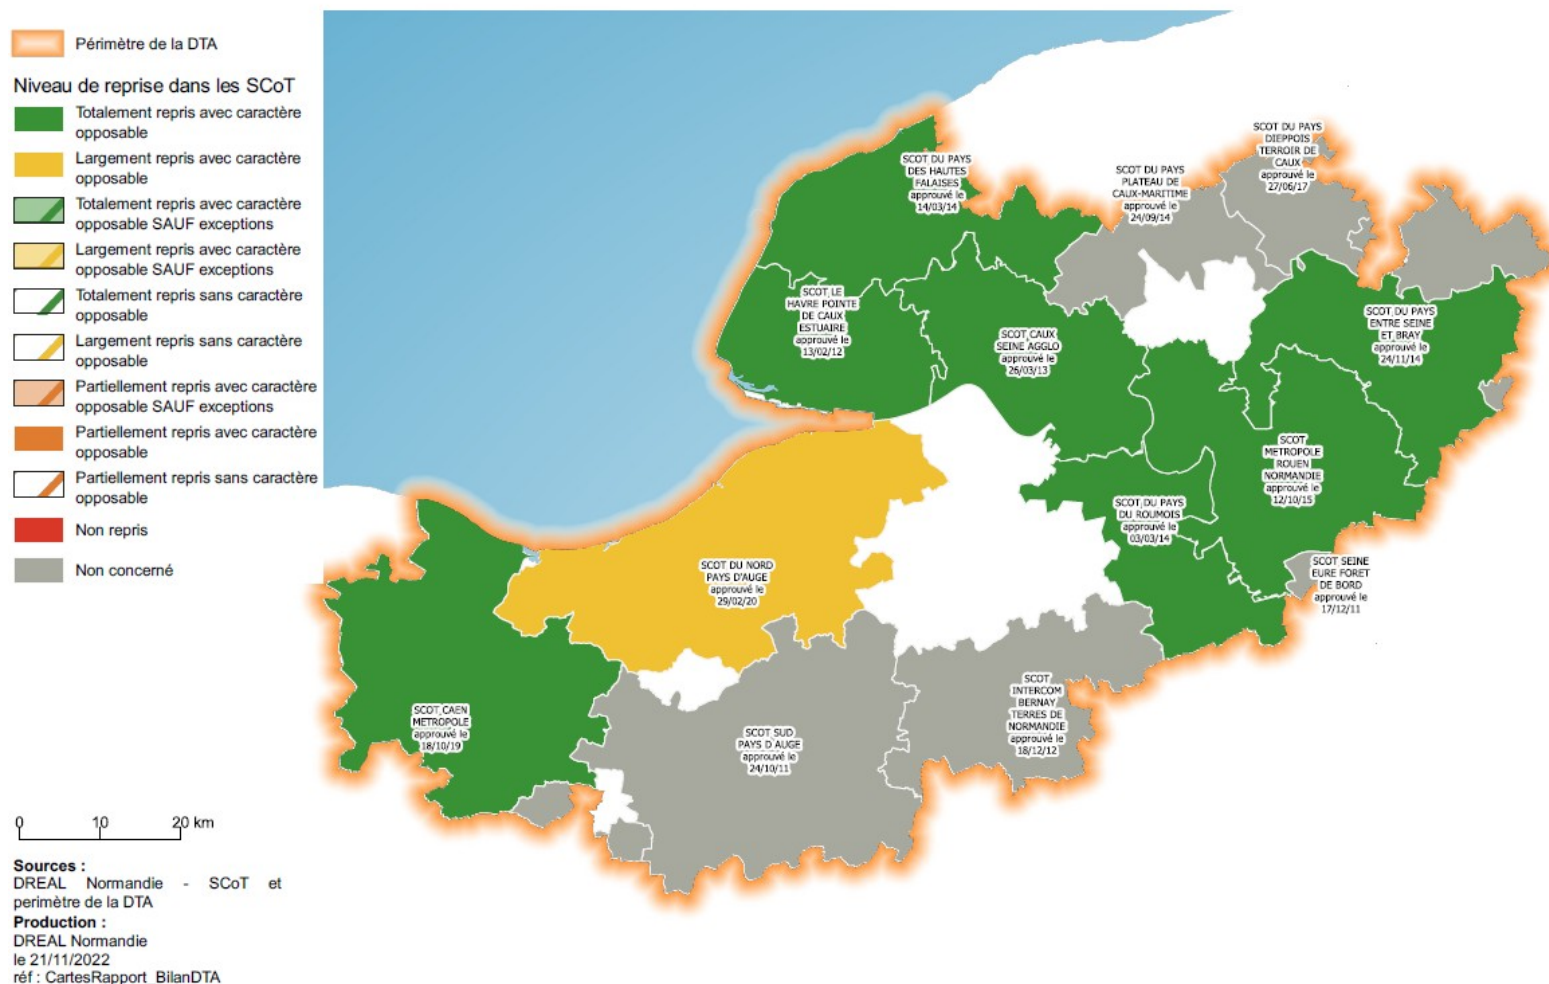 Périmètre de la DTA
Niveau de reprise dans les SCoT
Totalement repris avec caractère
opposable
Largement repris avec caractère
opposable
Totalement repris avec caractère
opposable SAUF exceptions
Largement repris avec caractère
opposable SAUF exceptions
Totalement repris sans caractère
opposable
Largement repris sans caractère
opposable
Partiellement repris avec caractère
opposable SAUF exceptions
Partiellement repris avec caractère
opposable
Partiellement repris sans caractère
opposable
Non repris
Non concerné
0 10 20 km
Sources :
DREAL Normandie - SCoT et
perimètre de la DTA
Production :
DREAL Normandie
le 21/11/2022
réf : CartesRapport_BilanDTA
SCOT DU PAYS
DES HAUTES
FALAISES
approuvé le
14/03/14
SCOT DU PAYS
PLATEAU DE
CAUX-MARITIME
approuvé le
24/09/14
SCOT DU PAYS
DIEPPOIS
TERROIR DE
CAUX
approuvé le
27/06/17
SCOT LE
HAVRE POINTE
DE CAUX
ESTUAIRE
approuvé le
13/02/12
SCOT CAUX
SEINE AGGLO
approuvé le
26/03/13
SCOT DU PAYS
ENTRE SEINE
ET BRAY
approuvé le
24/11/14
SCOT
METROPOLE
ROUEN
NORMANDIE
approuvé le
12/10/15
SCOT DU PAYS
DU ROUMOIS
approuvé le
03/03/14
SCOT SEINE
EURE FORET
DE BORD
approuvé le
17/12/11
SCOT DU NORD
PAYS D'AUGE
approuvé le
29/02/20
SCOT CAEN
METROPOLE
approuvé le
18/10/19
SCOT SUD
PAYS D'AUGE
approuvé le
24/10/11
SCOT
INTERCOM
BERNAY
TERRES DE
NORMANDIE
approuvé le
18/12/12